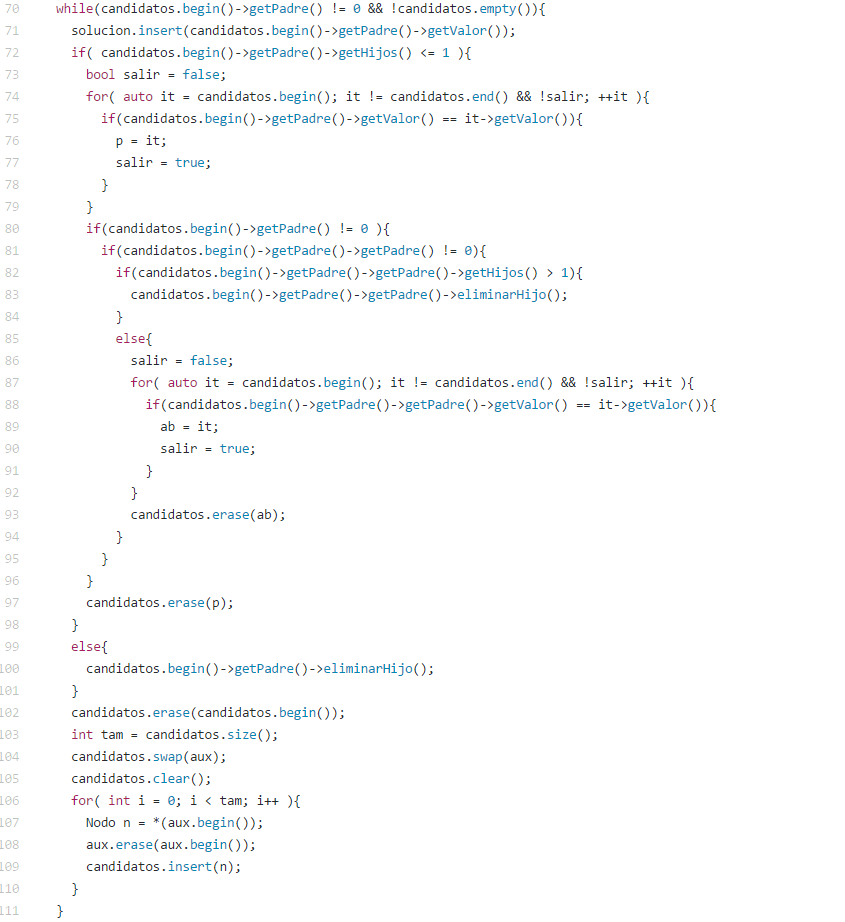 70 while(candidatos.begin()->getPadre() != 0 && !candidatos.empty()){
71 solucion.insert(candidatos.begin()->getPadre()->getValor());
72 if( candidatos.begin()->getPadre()->getHijos() <= 1 ){
73 bool salir = false;
74 for( auto it = candidatos.begin(); it != candidatos.end() && !salir; ++it ){
75 if(candidatos.begin()->getPadre()->getValor() == it->getValor()){
76 p = it;
77 salir = true;
78 }
79 }
80 if(candidatos.begin()->getPadre() != 0 ){
81 if(candidatos.begin()->getPadre()->getPadre() != 0){
82 if(candidatos.begin()->getPadre()->getPadre()->getHijos() > 1){
83 candidatos.begin()->getPadre()->getPadre()->eliminarHijo();
84 }
85 else{
86 salir = false;
87 for( auto it = candidatos.begin(); it != candidatos.end() && !salir; ++it ){
88 if(candidatos.begin()->getPadre()->getPadre()->getValor() == it->getValor()){
89 ab = it;
90 salir = true;
91 }
92 }
93 candidatos.erase(ab);
94 }
95 }
96 }
97 candidatos.erase(p);
98 }
99 else{
100 candidatos.begin()->getPadre()->eliminarHijo();
101 }
102 candidatos.erase(candidatos.begin());
103 int tam = candidatos.size();
104 candidatos.swap(aux);
105 candidatos.clear();
106 for( int i = 0; i < tam; i++ ){
107 Nodo n = *(aux.begin());
108 aux.erase(aux.begin());
109 candidatos.insert(n);
110 }
111 }